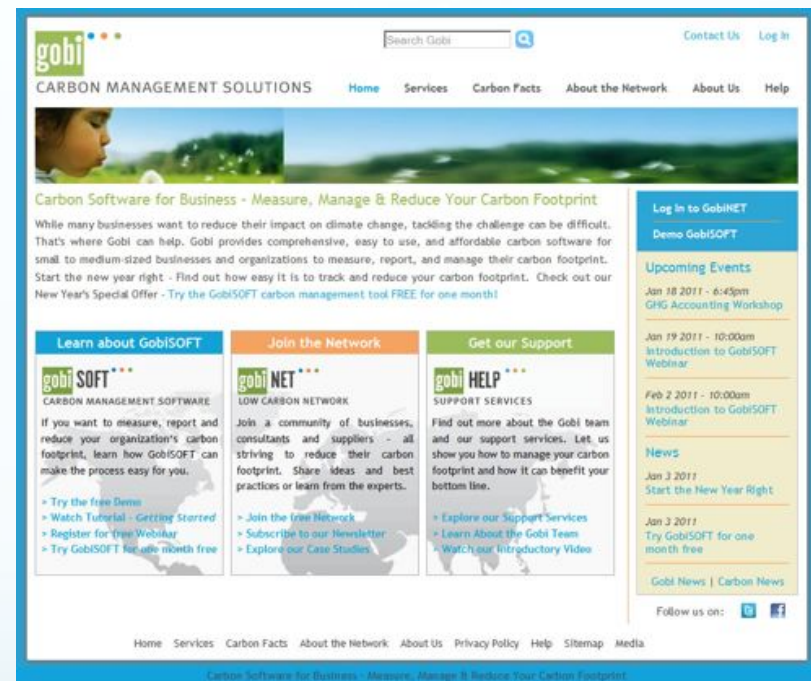 gobi
Search Gobi
Contact Us Log In
CARBON MANAGEMENT SOLUTIONS
Home Services Carbon Facts About the Network About Us Help
Carbon Software for Business - Measure, Manage & Reduce Your Carbon Footprint
While many businesses want to reduce their impact on climate change, tackling the challenge can be difficult.
That's where Gobi can help. Gobi provides comprehensive, easy to use, and affordable carbon software for
small to medium-sized businesses and organizations to measure, report, and manage their carbon footprint.
Start the new year right - Find out how easy it is to track and reduce your carbon footprint. Check out our
New Year's Special Offer - Try the GobiSOFT carbon management tool FREE for one month!
Learn about GobiSOFT
gobi SOFT
CARBON MANAGEMENT SOFTWARE
If you want to measure, report and
reduce your organization's carbon
footprint, learn how GobiSOFT can
make the process easy for you.
> Try the free Demo
> Watch Tutorial - Getting Started
> Register for free Webinar
> Try GobiSOFT for one month free
Join the Network
gobi NET
LOW CARBON NETWORK
Join a community of businesses,
consultants and suppliers - all
striving to reduce their carbon
footprint. Share ideas and best
practices or learn from the experts.
> Join the free Network
> Subscribe to our Newsletter
> Explore our Case Studies
Get our Support
gobi HELP
SUPPORT SERVICES
Find out more about the Gobi team
and our support services. Let us
show you how to manage your carbon
footprint and how it can benefit your
bottom line.
> Explore our Support Services
> Learn About the Gobi Team
> Watch our Introductory Video
Log In to GobiNET
Demo GobiSOFT
Upcoming Events
Jan 18 2011 - 6:45pm
GHG Accounting Workshop
Jan 19 2011 - 10:00am
Introduction to GobiSOFT
Webinar
Feb 2 2011 - 10:00am
Introduction to GobiSOFT
Webinar
News
Jan 3 2011
Start the New Year Right
Jan 3 2011
Try GobiSOFT for one
month free
Gobi News | Carbon News
Follow us on:
Home Services Carbon Facts About the Network About Us Privacy Policy Help Sitemap Media
Carbon Software for Business - Measure, Manage & Reduce Your Carbon Footprint